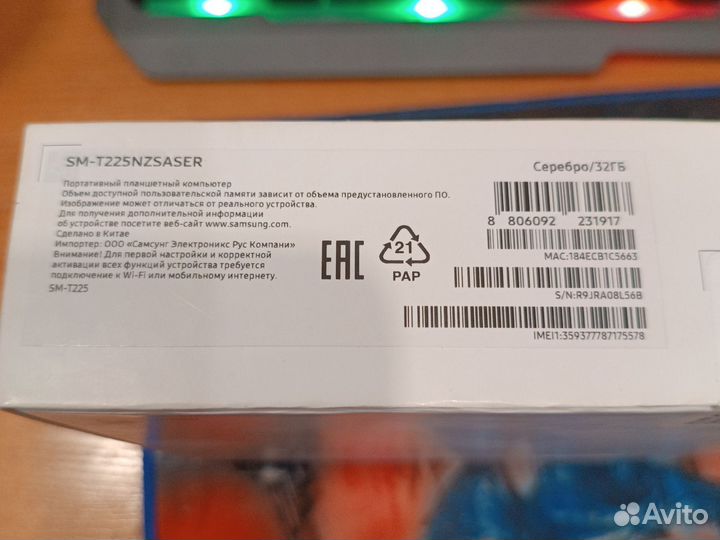 SM-T225NZSASER
Серебро/32ГБ
Портативный планшетный компьютер
Объем доступной пользовательской памяти зависит от объема предустановленного ПО.
Изображение может отличаться от реального устройства.
Для получения дополнительной информации
об устройстве посетите веб-сайт www.samsung.com.
Сделано в Китае
Импортер: ООО «Самсунг Электроникс Рус Компани»
Внимание! Для первой настройки и корректной
активации всех функций устройства требуется
подключение к Wi-Fi или мобильному интернету.
SM-T225
EAC
21
PAP
8 806092 231917
MAC:184ECB1C5663
S/N:R9JRA08L56B
IMEI1:359377787175578
Avito